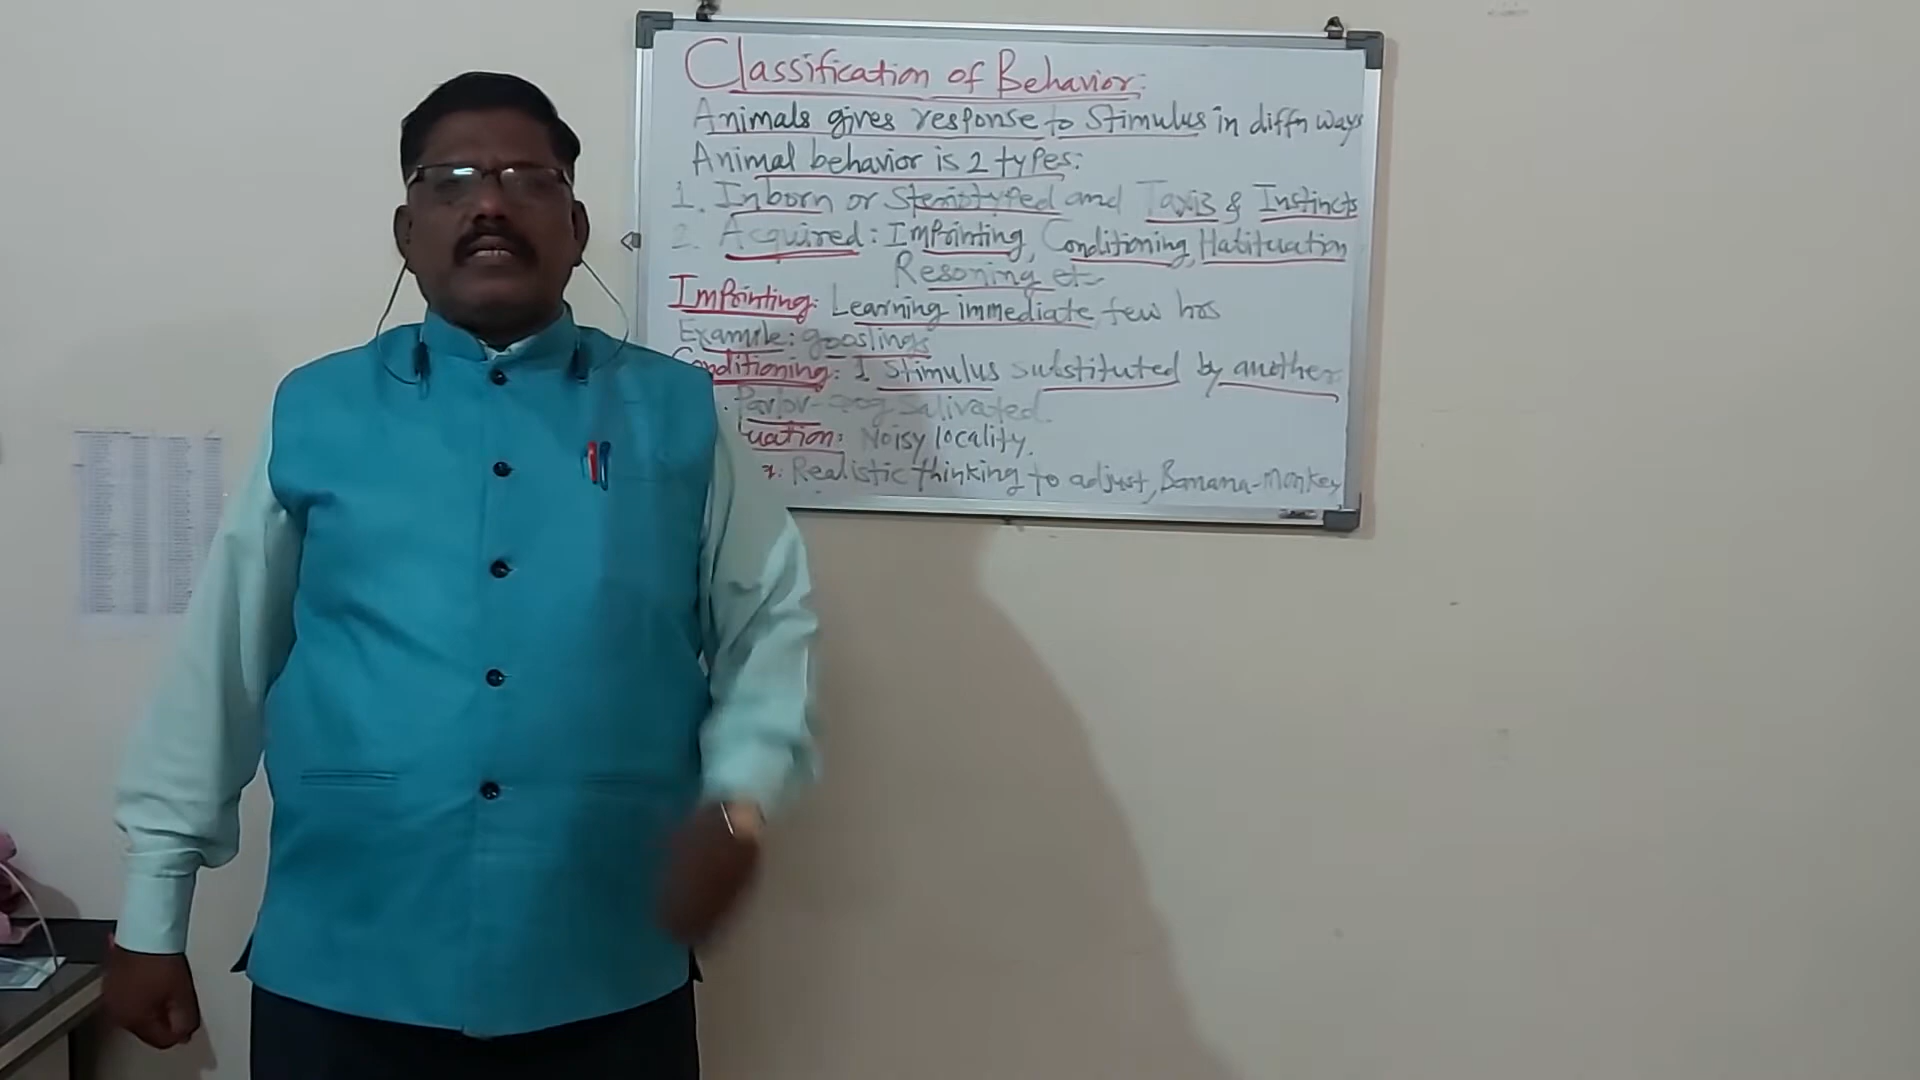 Classification of Behavior:
Animals gives response to Stimulus in diffn ways
Animal behavior is 2 types:
1. Inborn or Steriotyped and Taxis & Instincts
2. Acquired: Imprinting, Conditioning, Habituation
Resoning etc
Imprinting: Learning immediate few hrs
Example: gooslings
Conditioning: 1 Stimulus substituted by another
Pavlov-dog salivated.
uation: Noisy locality.
Realistic thinking to adjust, Banana-monkey